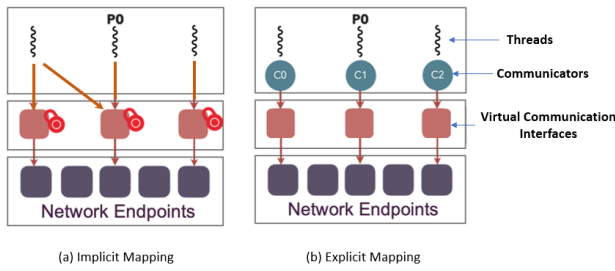 P0
P0
Threads
C0
C1
C2
Communicators
Virtual Communication
Interfaces
Network Endpoints
Network Endpoints
(a) Implicit Mapping
(b) Explicit Mapping